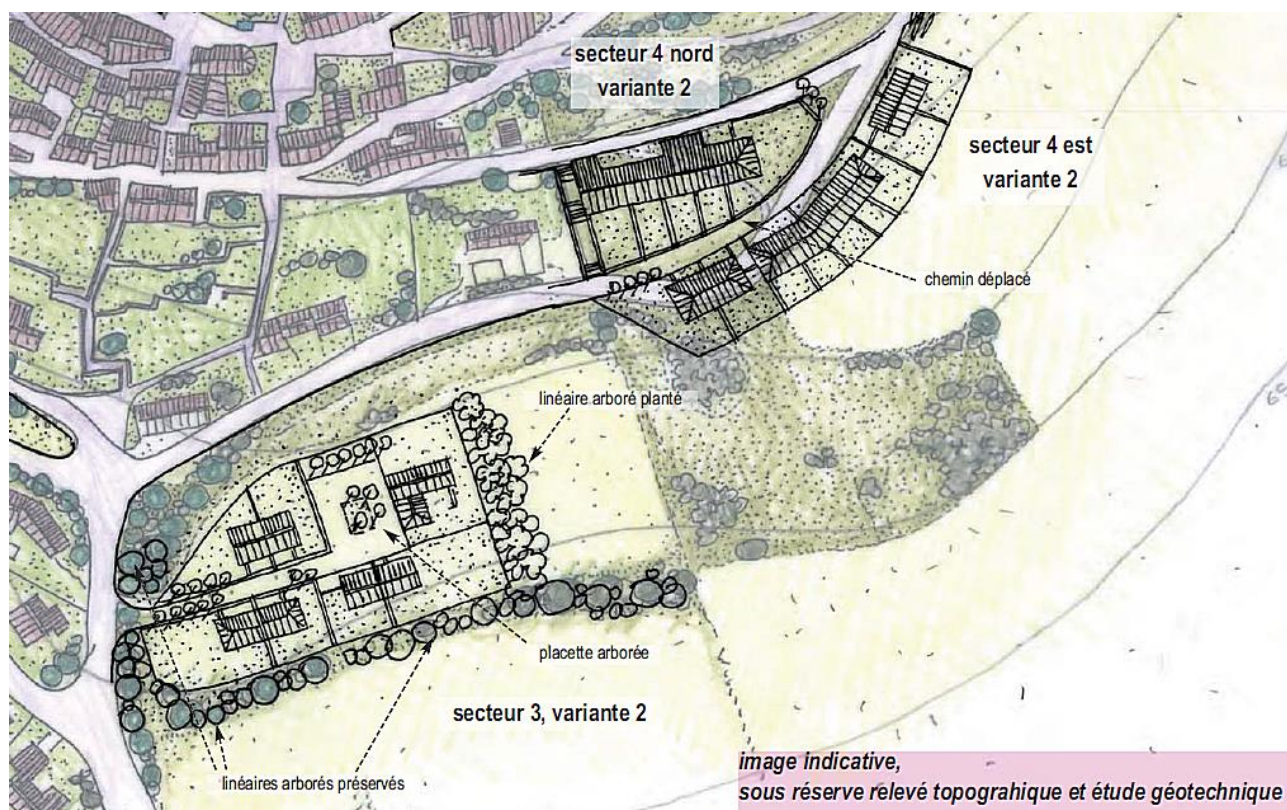 secteur 4 nord
variante 2
secteur 4 est
variante 2
chemin déplacé
linéaire arboré planté
placette arborée
secteur 3, variante 2
linéaires arborés préservés
image indicative,
sous réserve relevé topograhique et étude géotechnique